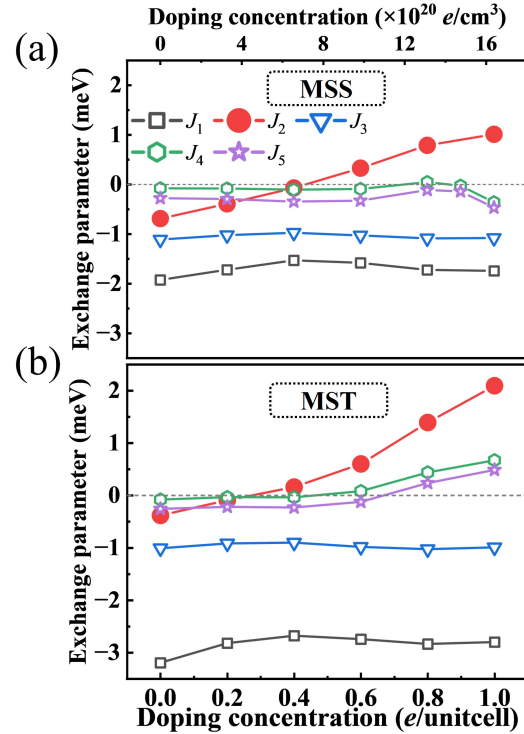 Doping concentration (×10²⁰ e/cm³)
0 4 8 12 16
(a)
MSS
J₁ J₂ J₃
J₄ J₅
Exchange parameter (meV)
2
1
0
−1
−2
−3
(b)
MST
Exchange parameter (meV)
2
1
0
−1
−2
−3
0.0 0.2 0.4 0.6 0.8 1.0
Doping concentration (e/unitcell)